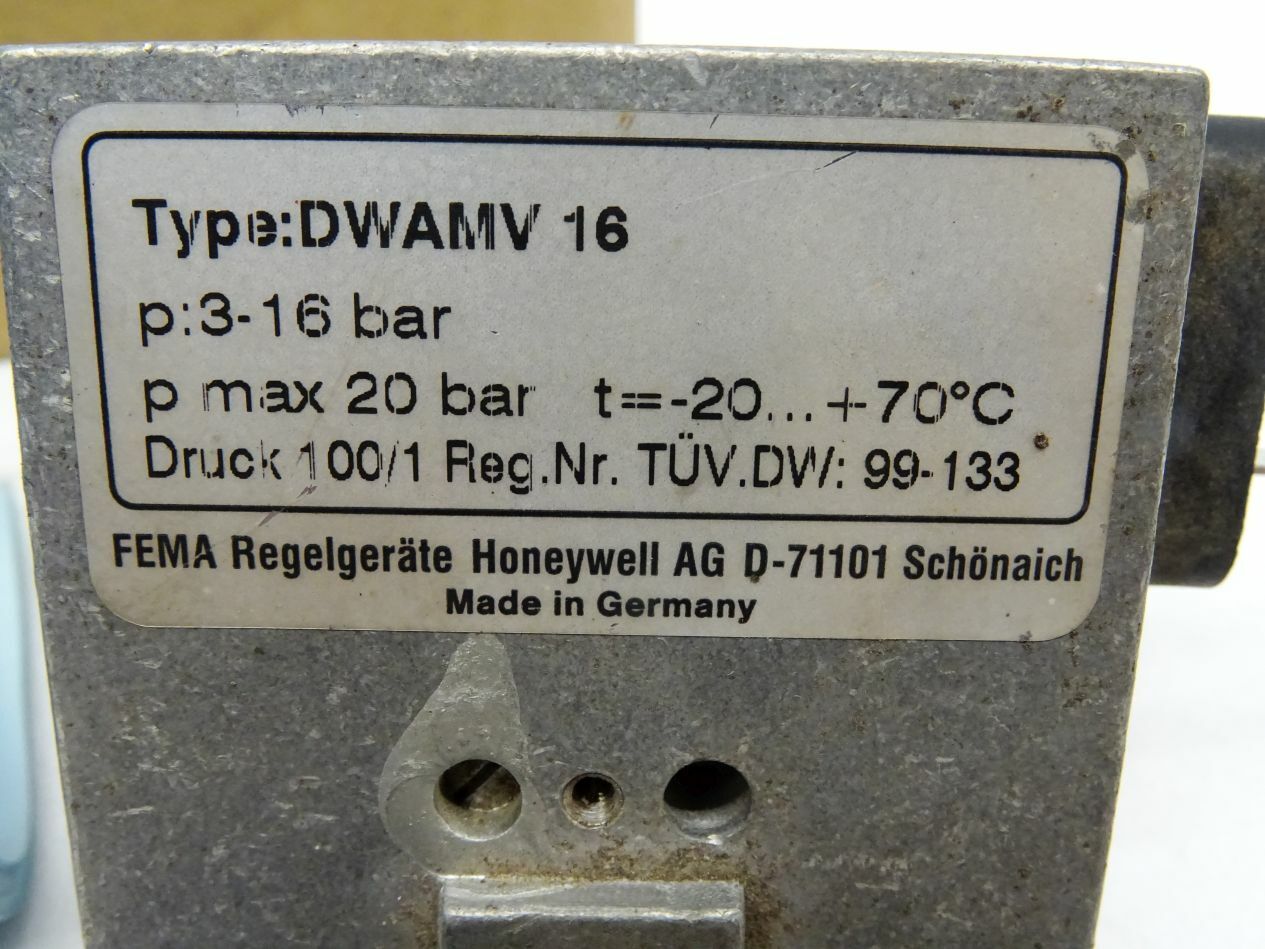 Type:DWAMV 16
p:3-16 bar
p max 20 bar t=-20...+70°C
Druck 100/1 Reg.Nr. TÜV.DW: 99-133
FEMA Regelgeräte Honeywell AG D-71101 Schönaich
Made in Germany